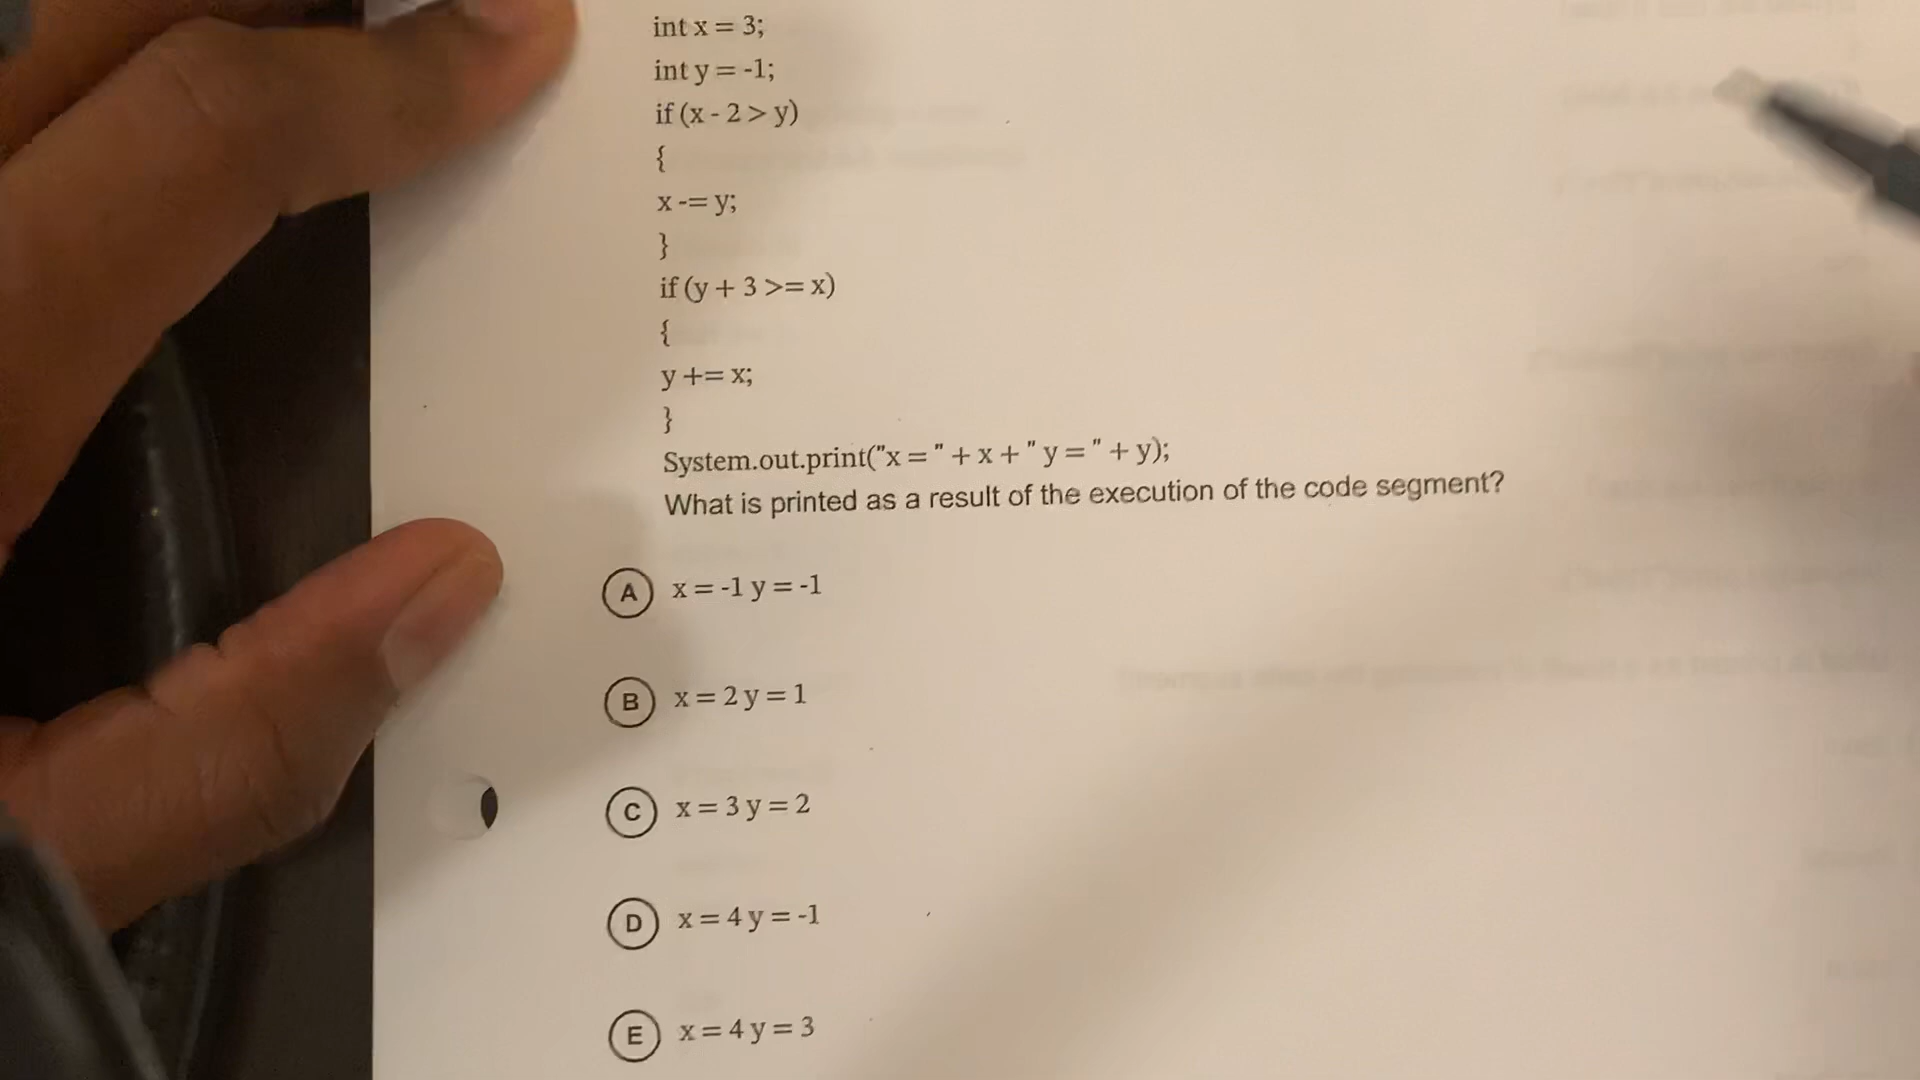 int x = 3;
int y = -1;
if (x - 2 > y)
{
x -= y;
}
if (y + 3 >= x)
{
y += x;
}
System.out.print("x = " + x + " y = " + y);
What is printed as a result of the execution of the code segment?
A x = -1 y = -1
B x = 2 y = 1
C x = 3 y = 2
D x = 4 y = -1
E x = 4 y = 3